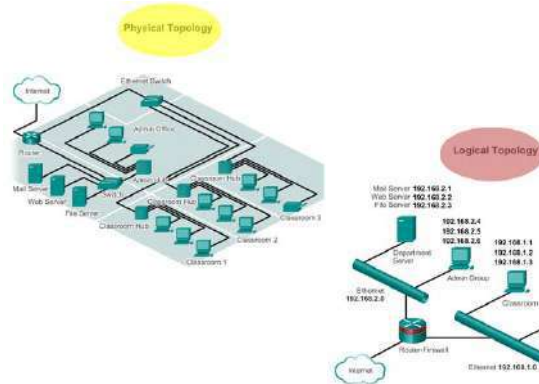 Physical Topology
Ethernet Switch
Internet
Admin Office
Router
Mail Server
Web Server
File Server
Switch
Admin Hub
Classroom Hub
Classroom Hub
Classroom Hub
Classroom 3
Classroom 2
Classroom 1
Logical Topology
Mail Server 192.168.2.1
Web Server 192.168.2.2
File Server 192.168.2.3
192.168.2.4
192.168.2.5
192.168.2.6
192.168.1.1
192.168.1.2
192.168.1.3
Department
Server
Admin Group
Classroom
Ethernet
192.168.2.0
Router/Firewall
Internet
Ethernet 192.168.1.0